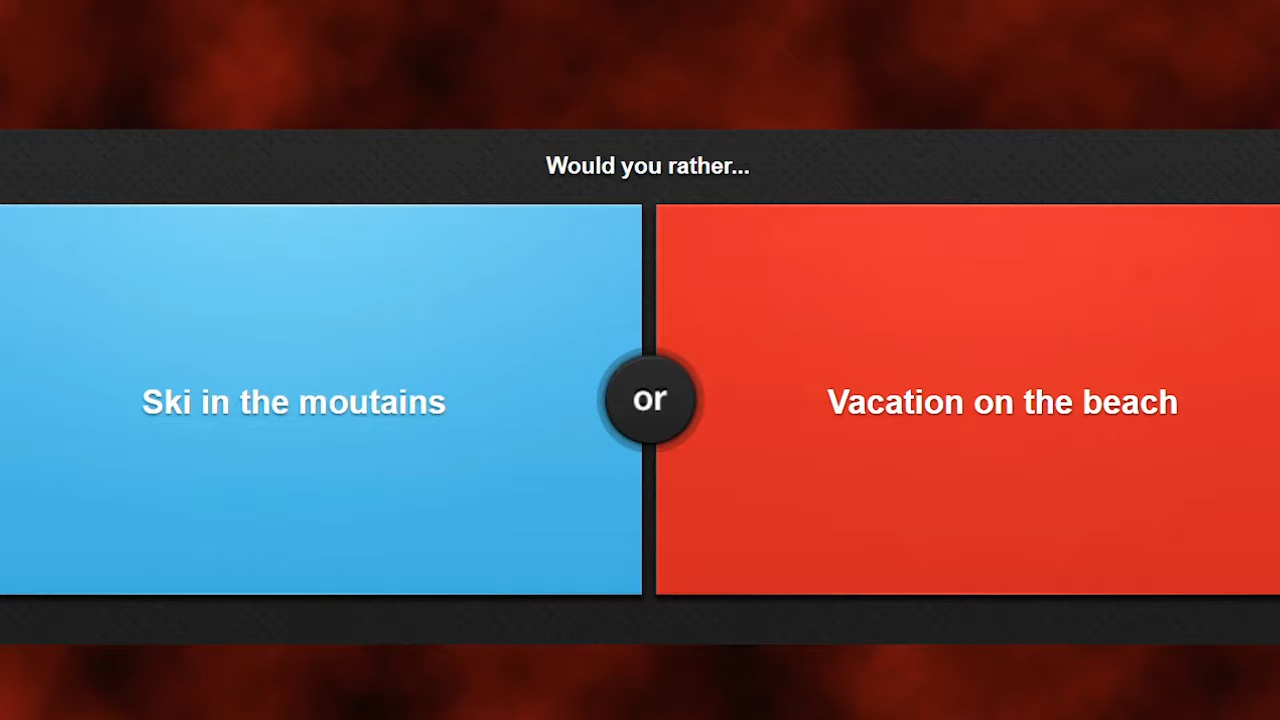 Would you rather...
Ski in the moutains
or
Vacation on the beach